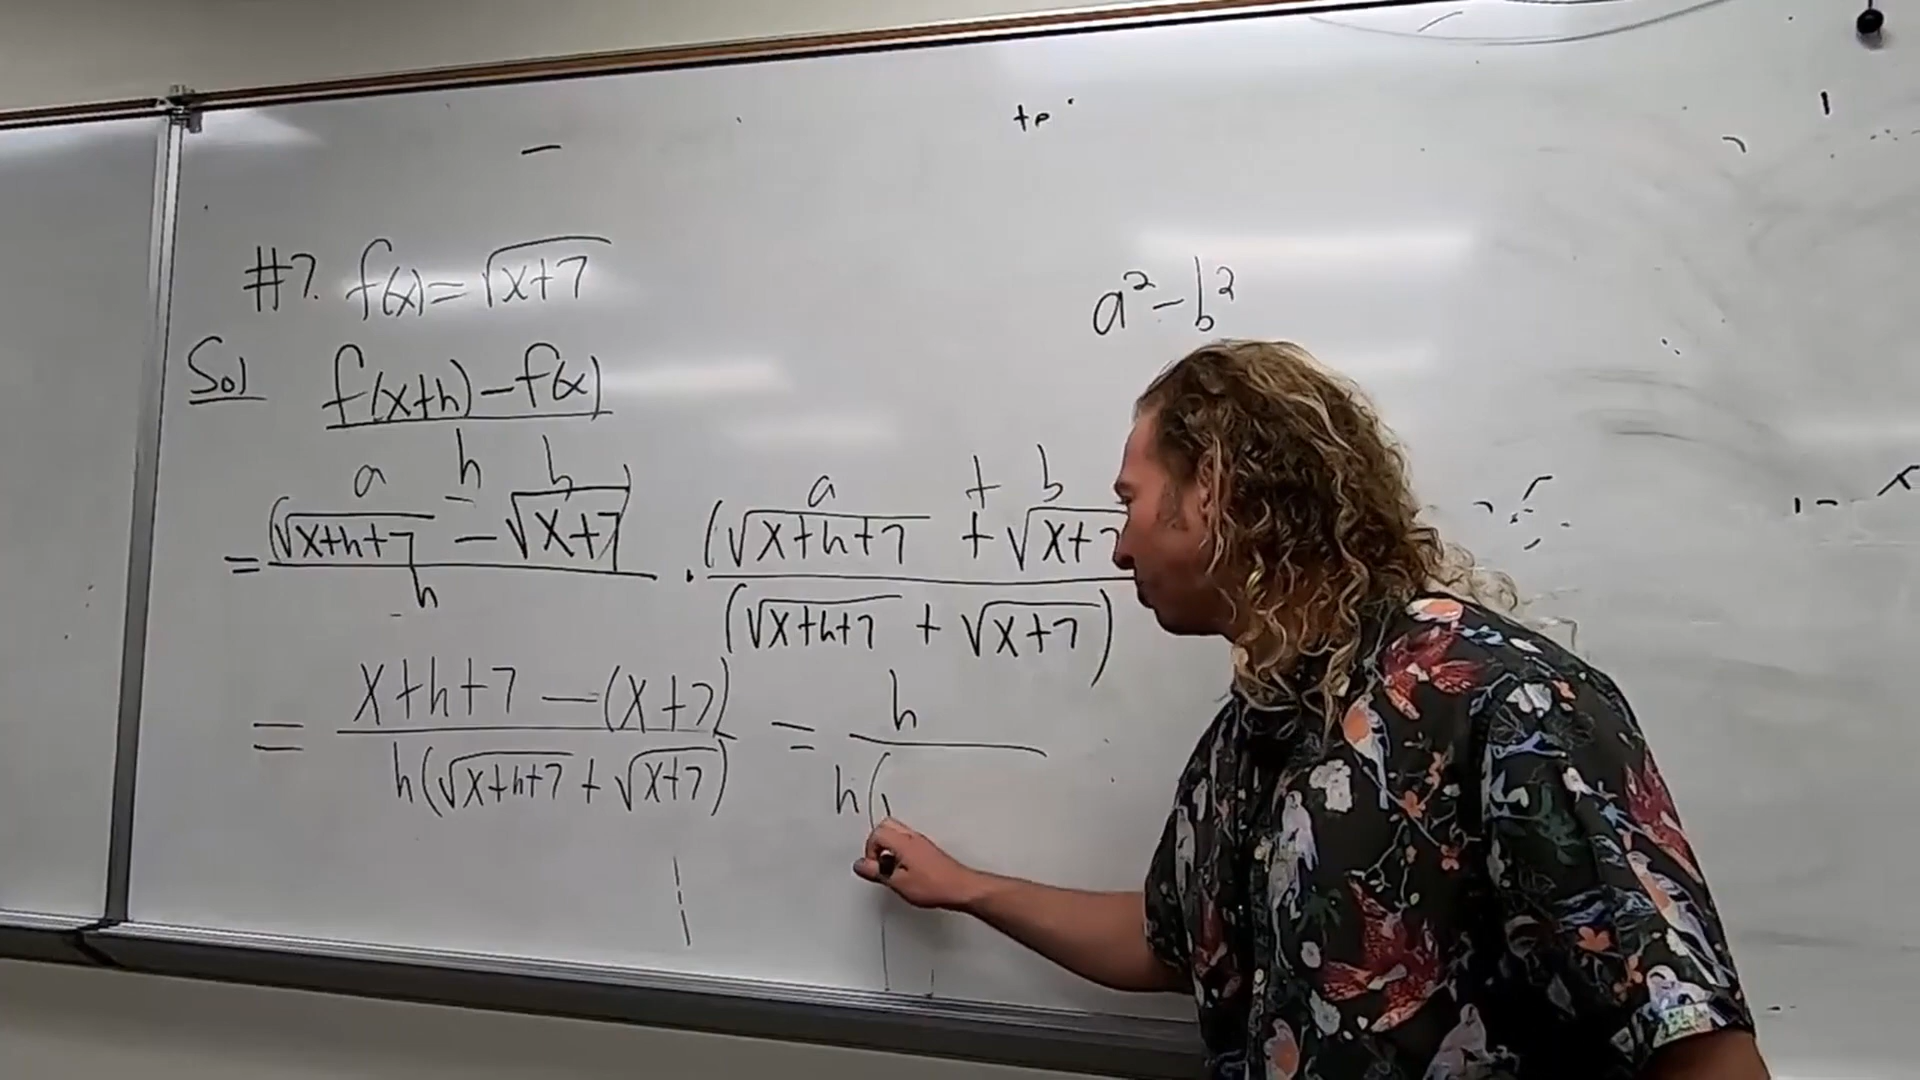 #7. f(x) = √x+7
a² - b²
Sol f(x+h) - f(x)
h
a - b a + b
= (√x+h+7 - √x+7) · (√x+h+7 + √x+7
h (√x+h+7 + √x+7)
= x+h+7 - (x+7) = h
h(√x+h+7 + √x+7) h(